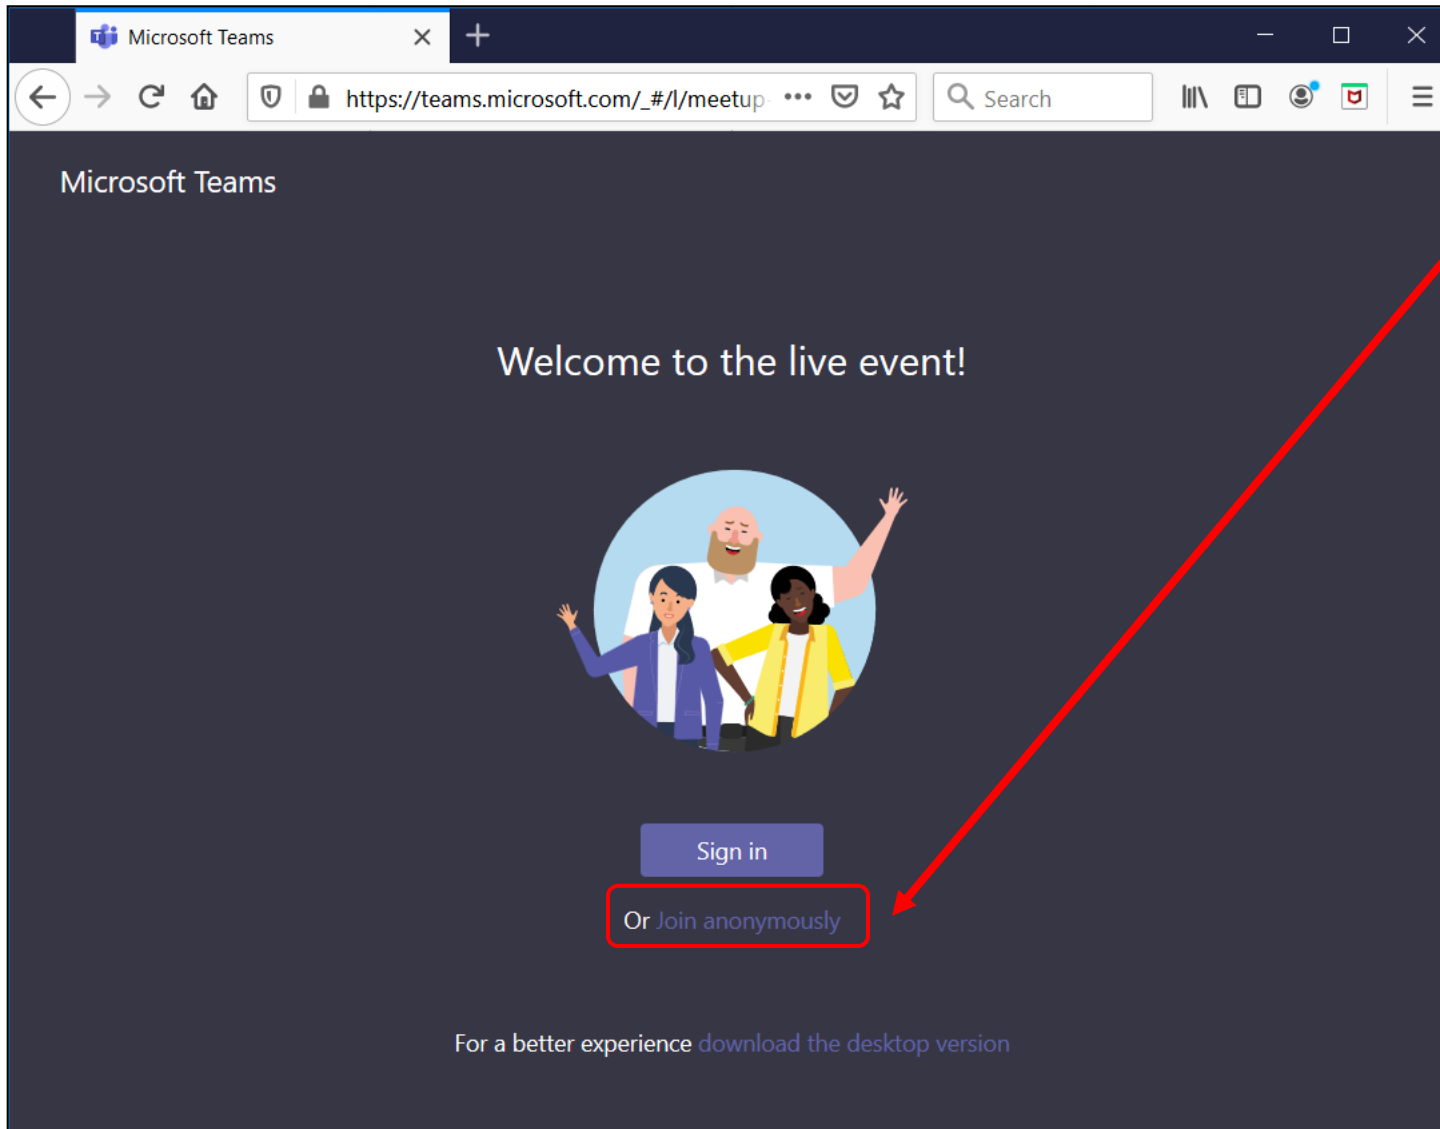 Microsoft Teams
https://teams.microsoft.com/_#/l/meetup-
Search
Microsoft Teams
Welcome to the live event!
Sign in
Or Join anonymously
For a better experience download the desktop version